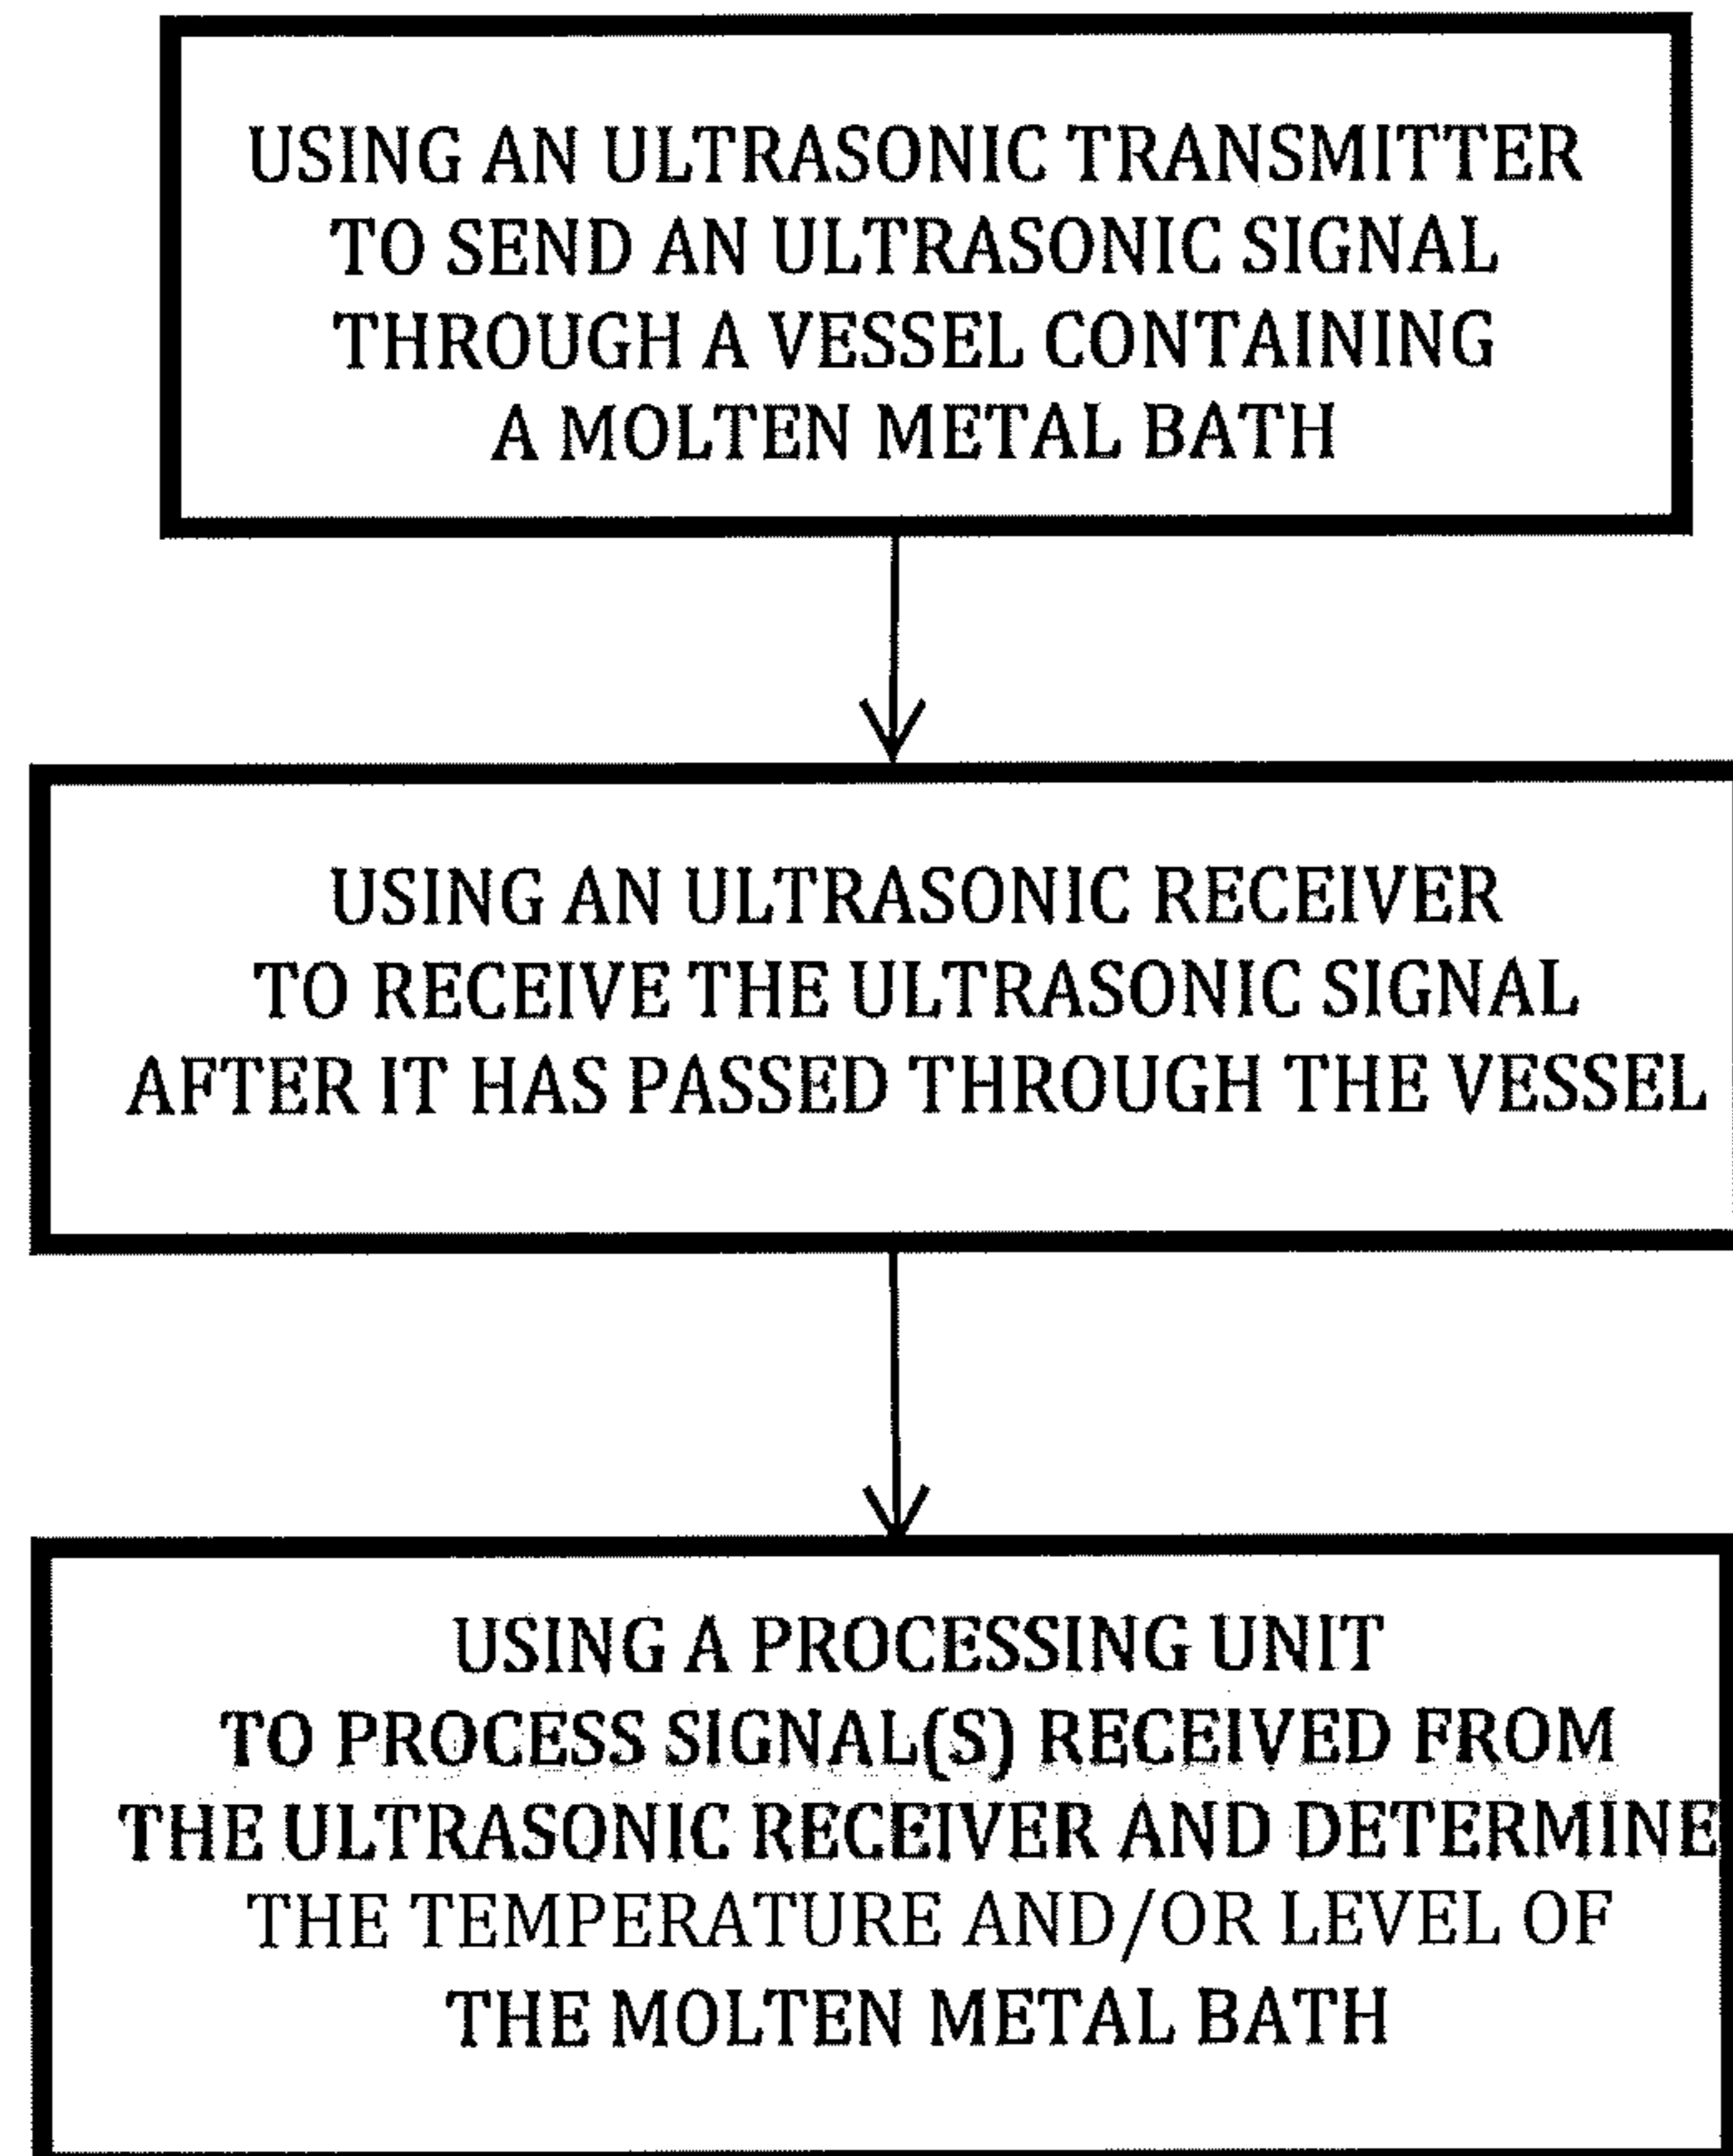 USING AN ULTRASONIC TRANSMITTER
TO SEND AN ULTRASONIC SIGNAL
THROUGH A VESSEL CONTAINING
A MOLTEN METAL BATH
USING AN ULTRASONIC RECEIVER
TO RECEIVE THE ULTRASONIC SIGNAL
AFTER IT HAS PASSED THROUGH THE VESSEL
USING A PROCESSING UNIT
TO PROCESS SIGNAL(S) RECEIVED FROM
THE ULTRASONIC RECEIVER AND DETERMINE
THE TEMPERATURE AND/OR LEVEL OF
THE MOLTEN METAL BATH